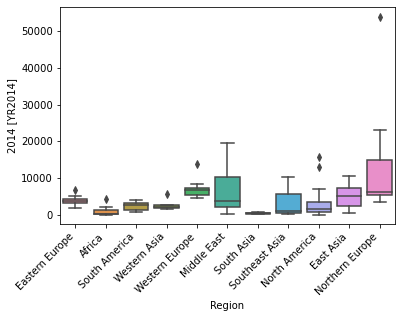 50000
40000
30000
20000
10000
0
2014 [YR2014]
Eastern Europe
Africa
South America
Western Asia
Western Europe
Middle East
South Asia
Southeast Asia
North America
East Asia
Northern Europe
Region